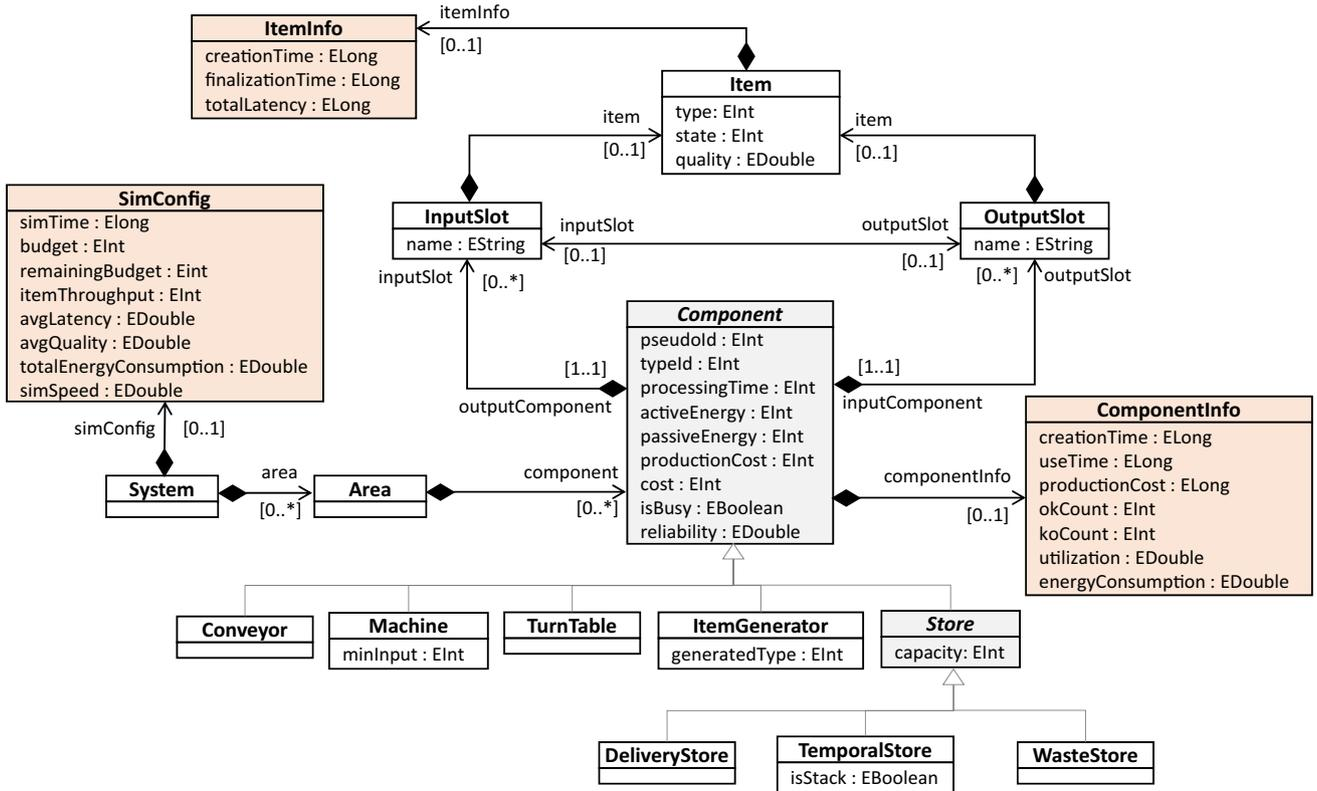 itemInfo
[0..1]
ItemInfo
creationTime : ELong
finalizationTime : ELong
totalLatency : ELong
Item
type: EInt
state : EInt
quality : EDouble
item
[0..1]
item
[0..1]
SimConfig
simTime : Elong
budget : EInt
remainingBudget : Eint
itemThroughput : EInt
avgLatency : EDouble
avgQuality : EDouble
totalEnergyConsumption : EDouble
simSpeed : EDouble
InputSlot
name : EString
inputSlot
[0..1]
outputSlot
[0..1]
OutputSlot
name : EString
inputSlot
[0..*]
[0..*]
outputSlot
Component
pseudoId : EInt
typeId : EInt
processingTime : EInt
activeEnergy : EInt
passiveEnergy : EInt
productionCost : EInt
cost : EInt
isBusy : EBoolean
reliability : EDouble
[1..1]
outputComponent
[1..1]
inputComponent
simConfig
[0..1]
System
area
[0..*]
Area
component
[0..*]
componentInfo
[0..1]
ComponentInfo
creationTime : ELong
useTime : ELong
productionCost : ELong
okCount : EInt
koCount : EInt
utilization : EDouble
energyConsumption : EDouble
Conveyor
Machine
minInput : EInt
TurnTable
ItemGenerator
generatedType : EInt
Store
capacity: EInt
DeliveryStore
TemporalStore
isStack : EBoolean
WasteStore